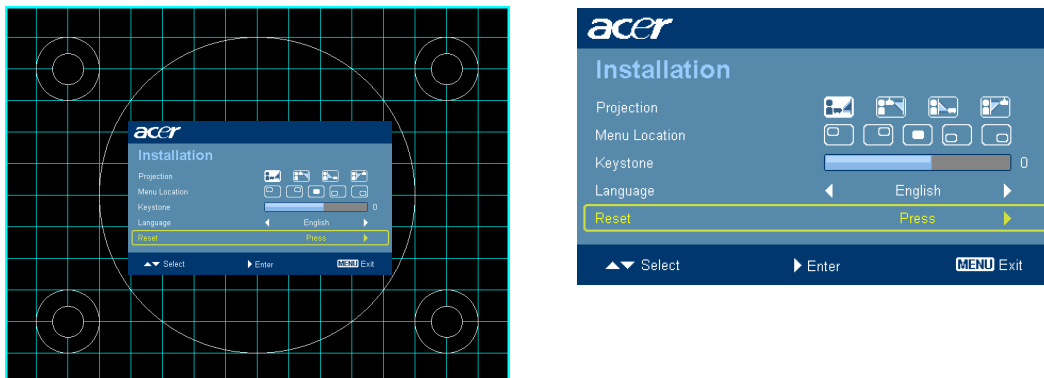 acer
Installation
Projection
Menu Location
Keystone 0
Language English
Reset Press
Select Enter MENU Exit
acer
Installation
Projection
Menu Location
Keystone 0
Language English
Reset Press
Select Enter MENU Exit